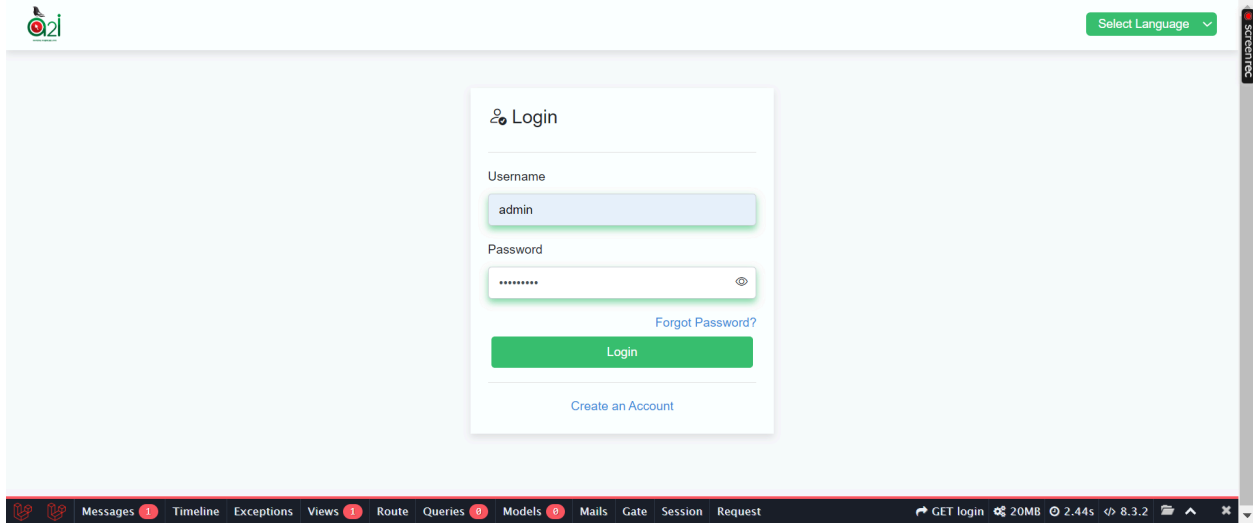 a2i
Select Language
screenrec
Login
Username
admin
Password
•••••••••
Forgot Password?
Login
Create an Account
Messages 1 Timeline Exceptions Views 1 Route Queries 0 Models 0 Mails Gate Session Request GET login 20MB 2.44s 8.3.2